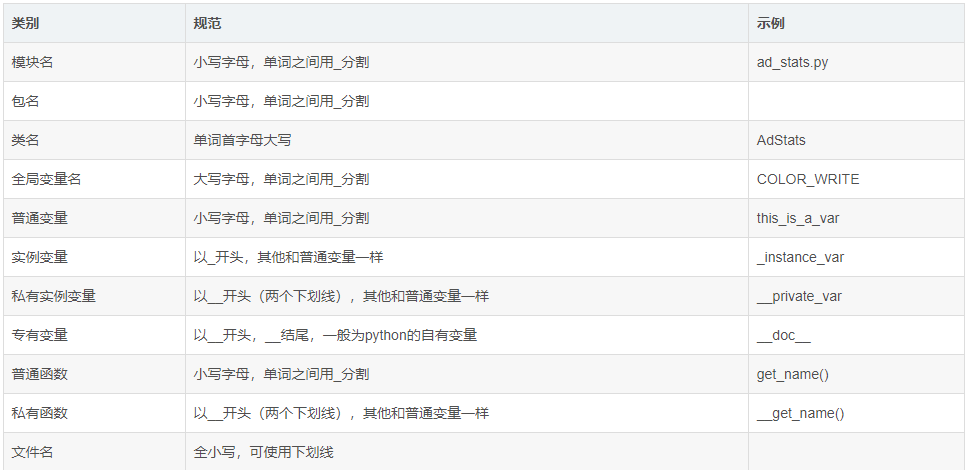 类别 规范 示例
模块名 小写字母，单词之间用_分割 ad_stats.py
包名 小写字母，单词之间用_分割
类名 单词首字母大写 AdStats
全局变量名 大写字母，单词之间用_分割 COLOR_WRITE
普通变量 小写字母，单词之间用_分割 this_is_a_var
实例变量 以_开头，其他和普通变量一样 _instance_var
私有实例变量 以__开头（两个下划线），其他和普通变量一样 __private_var
专有变量 以__开头，__结尾，一般为python的自有变量 __doc__
普通函数 小写字母，单词之间用_分割 get_name()
私有函数 以__开头（两个下划线），其他和普通变量一样 __get_name()
文件名 全小写，可使用下划线